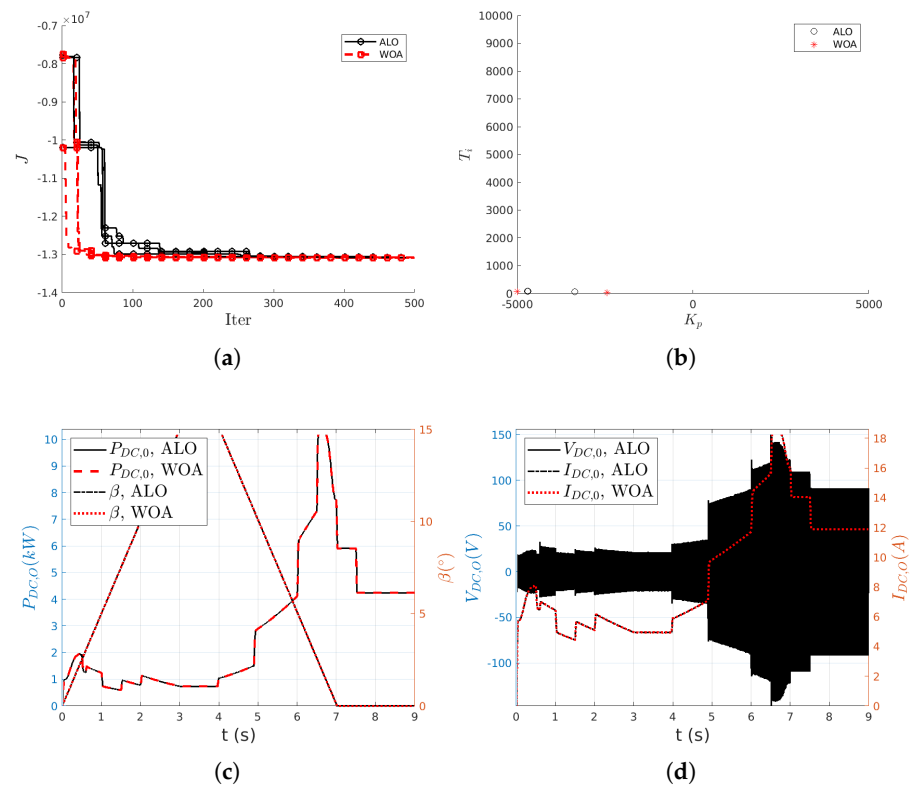 ×10⁷
-0.7
-0.8
-0.9
-1
-1.1
-1.2
-1.3
-1.4
J
0 100 200 300 400 500
Iter
ALO
WOA
(a)
10000
9000
8000
7000
6000
5000
4000
3000
2000
1000
0
T_i
-5000 0 5000
K_p
ALO
WOA
(b)
10
9
8
7
6
5
4
3
2
1
0
P_{DC,O}(kW)
P_{DC,0}, ALO
P_{DC,0}, WOA
β, ALO
β, WOA
15
10
5
0
β(°)
0 1 2 3 4 5 6 7 8 9
t (s)
(c)
150
100
50
0
-50
-100
V_{DC,O}(V)
V_{DC,0}, ALO
I_{DC,0}, ALO
I_{DC,0}, WOA
18
16
14
12
10
8
6
4
2
0
I_{DC,O}(A)
0 1 2 3 4 5 6 7 8 9
t (s)
(d)